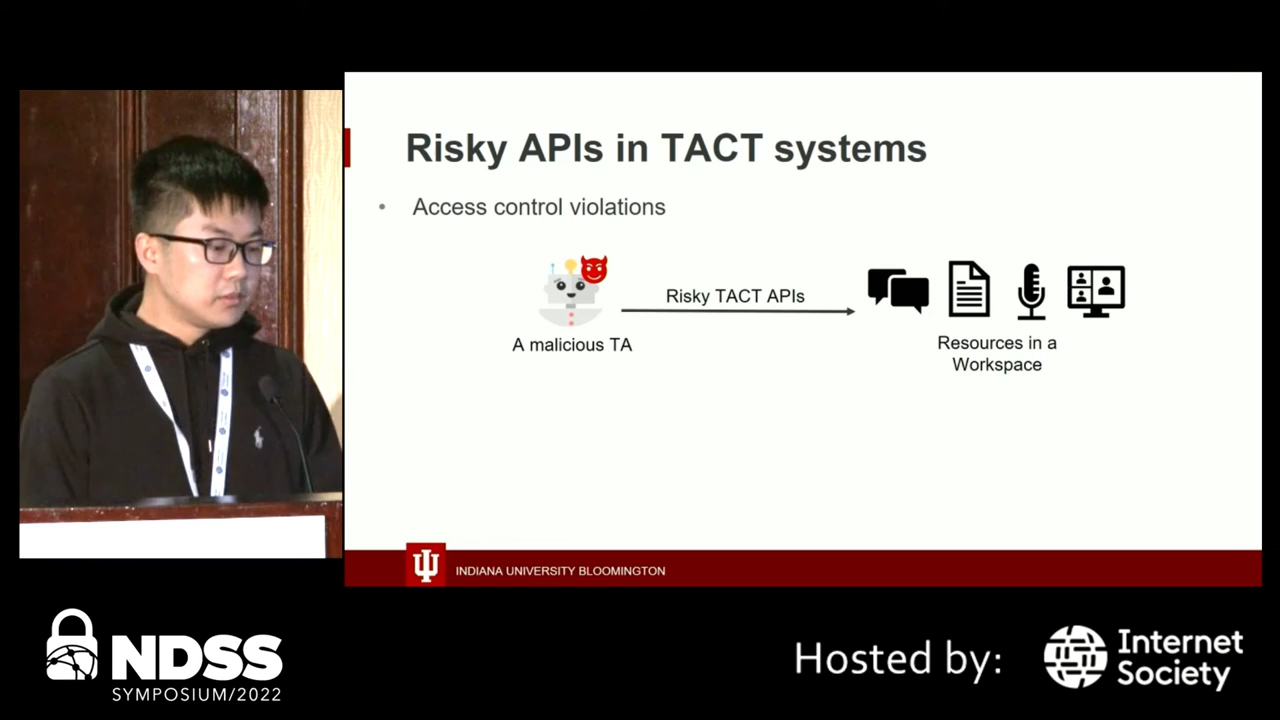 Risky APIs in TACT systems
• Access control violations
Risky TACT APIs
A malicious TA
Resources in a
Workspace
INDIANA UNIVERSITY BLOOMINGTON
NDSS
SYMPOSIUM/2022
Hosted by:
Internet
Society